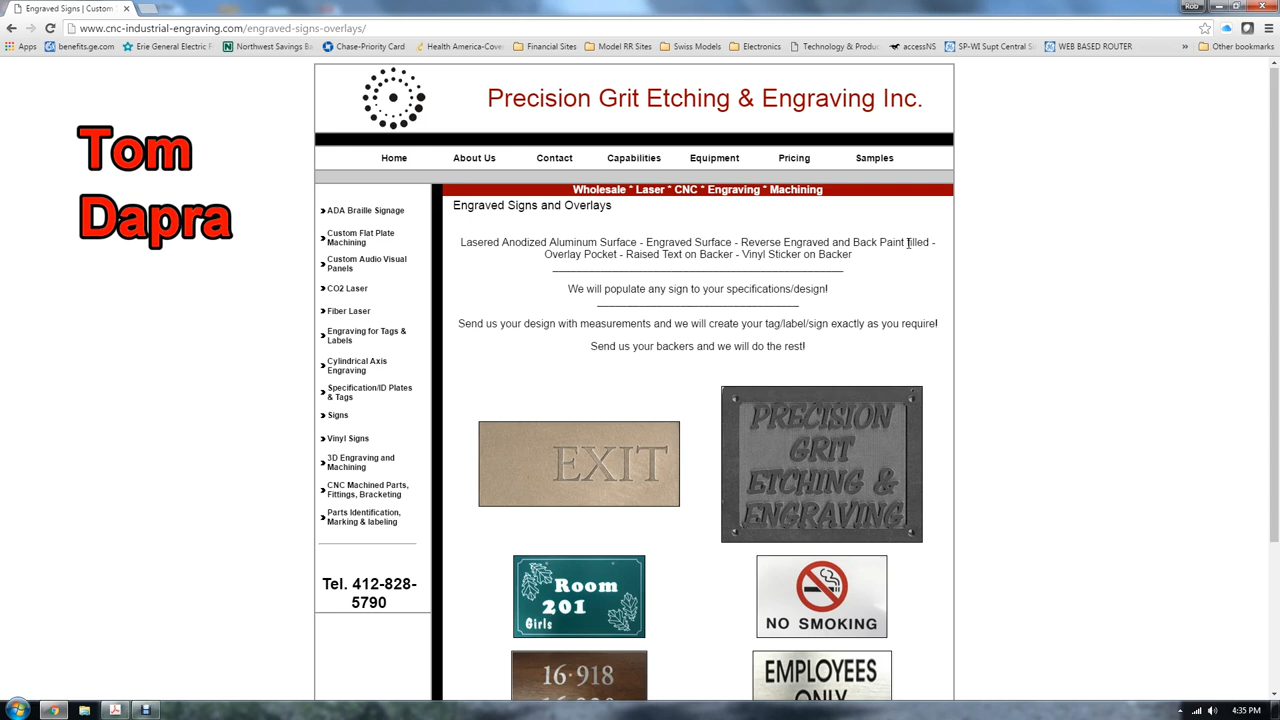 Engraved Signs | Custom
Rob
www.cnc-industrial-engraving.com/engraved-signs-overlays/
Apps
benefits.ge.com
Erie General Electric F
Northwest Savings Ba
Chase-Priority Card
Health America-Cove
Financial Sites
Model RR Sites
Swiss Models
Electronics
Technology & Produc
accessNS
SP-WI Supt Central Si
WEB BASED ROUTER
»
Other bookmarks
Tom
Dapra
Precision Grit Etching & Engraving Inc.
Home
About Us
Contact
Capabilities
Equipment
Pricing
Samples
Wholesale * Laser * CNC * Engraving * Machining
ADA Braille Signage
Custom Flat Plate
Machining
Custom Audio Visual
Panels
CO2 Laser
Fiber Laser
Engraving for Tags &
Labels
Cylindrical Axis
Engraving
Specification/ID Plates
& Tags
Signs
Vinyl Signs
3D Engraving and
Machining
CNC Machined Parts,
Fittings, Bracketing
Parts Identification,
Marking & labeling
Tel. 412-828-
5790
Engraved Signs and Overlays
Lasered Anodized Aluminum Surface - Engraved Surface - Reverse Engraved and Back Paint filled -
Overlay Pocket - Raised Text on Backer - Vinyl Sticker on Backer
We will populate any sign to your specifications/design!
Send us your design with measurements and we will create your tag/label/sign exactly as you require!
Send us your backers and we will do the rest!
EXIT
PRECISION
GRIT
ETCHING &
ENGRAVING
Room
201
Girls
NO SMOKING
16·918
EMPLOYEES
ONLY
4:35 PM